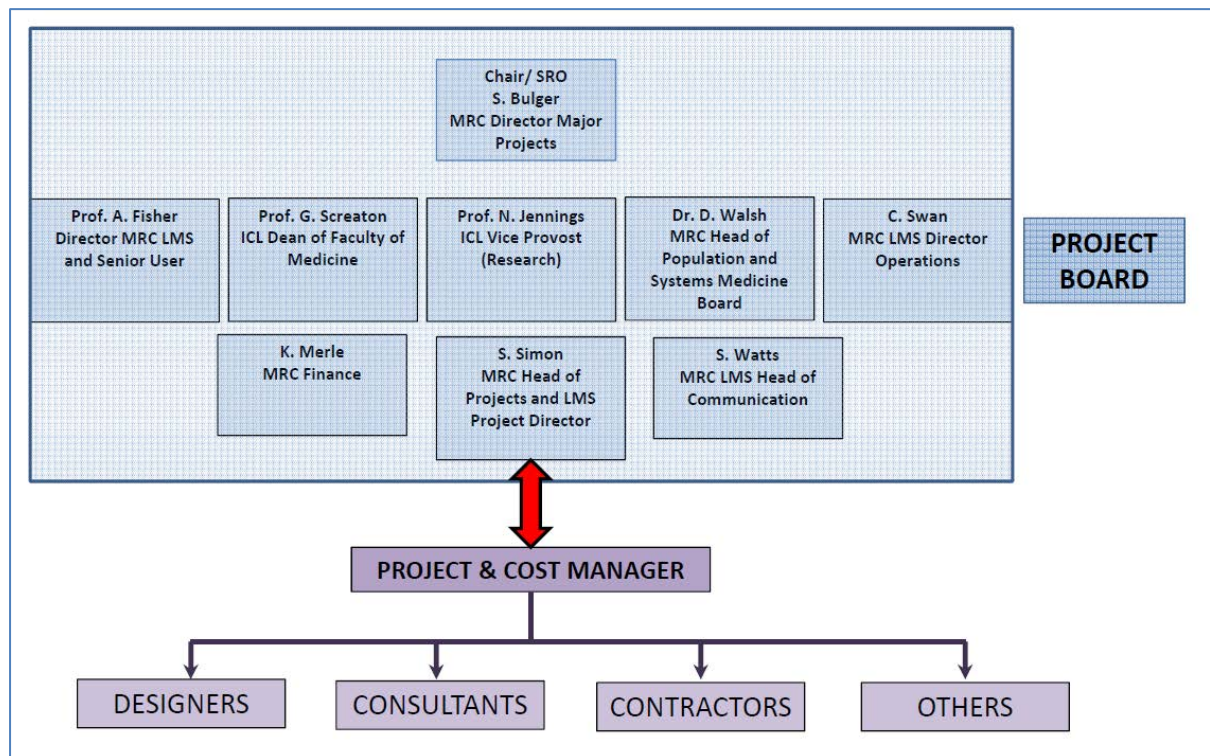 Chair/ SRO
S. Bulger
MRC Director Major
Projects
Prof. A. Fisher
Director MRC LMS
and Senior User
Prof. G. Screaton
ICL Dean of Faculty of
Medicine
Prof. N. Jennings
ICL Vice Provost
(Research)
Dr. D. Walsh
MRC Head of
Population and
Systems Medicine
Board
C. Swan
MRC LMS Director
Operations
PROJECT
BOARD
K. Merle
MRC Finance
S. Simon
MRC Head of
Projects and LMS
Project Director
S. Watts
MRC LMS Head of
Communication
PROJECT & COST MANAGER
DESIGNERS
CONSULTANTS
CONTRACTORS
OTHERS